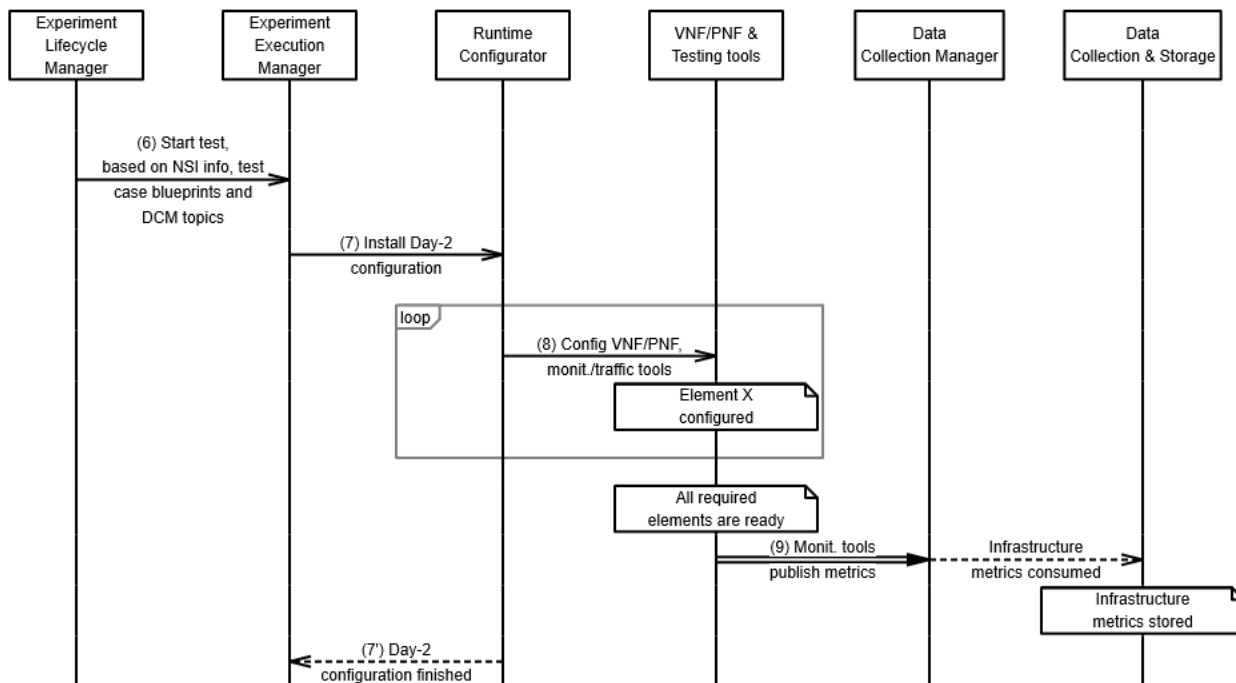 Experiment
Lifecycle
Manager
Experiment
Execution
Manager
Runtime
Configurator
VNF/PNF &
Testing tools
Data
Collection Manager
Data
Collection & Storage
(6) Start test,
based on NSI info, test
case blueprints and
DCM topics
(7) Install Day-2
configuration
loop
(8) Config VNF/PNF,
monit./traffic tools
Element X
configured
All required
elements are ready
(9) Monit. tools
publish metrics
Infrastructure
metrics consumed
Infrastructure
metrics stored
(7') Day-2
configuration finished